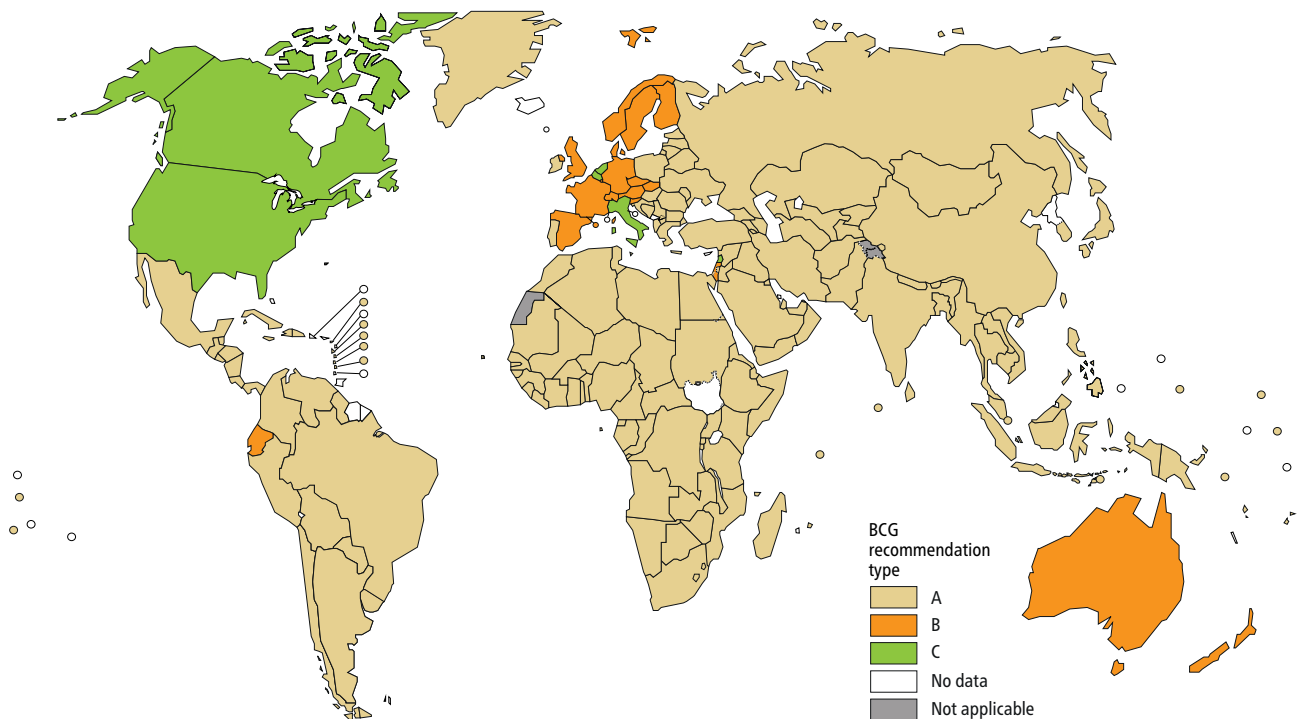 BCG
recommendation
type
A
B
C
No data
Not applicable